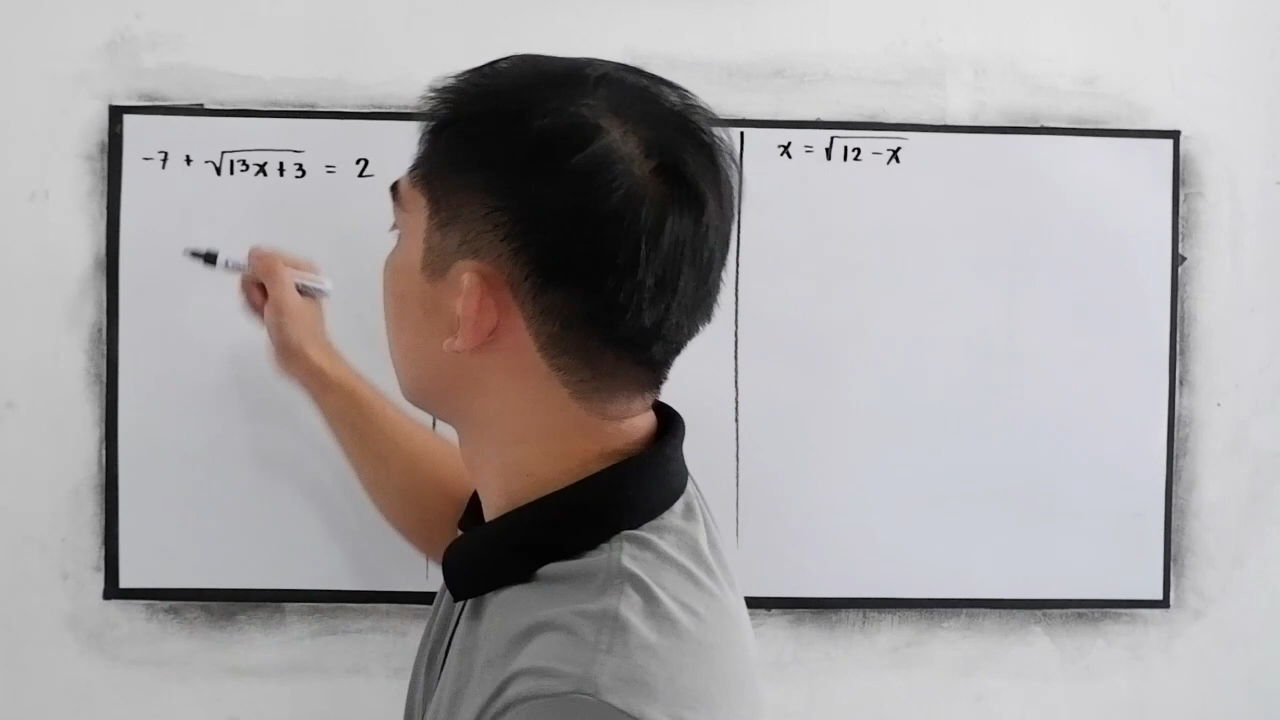 -7 + √13x+3 = 2
x = √12 - x